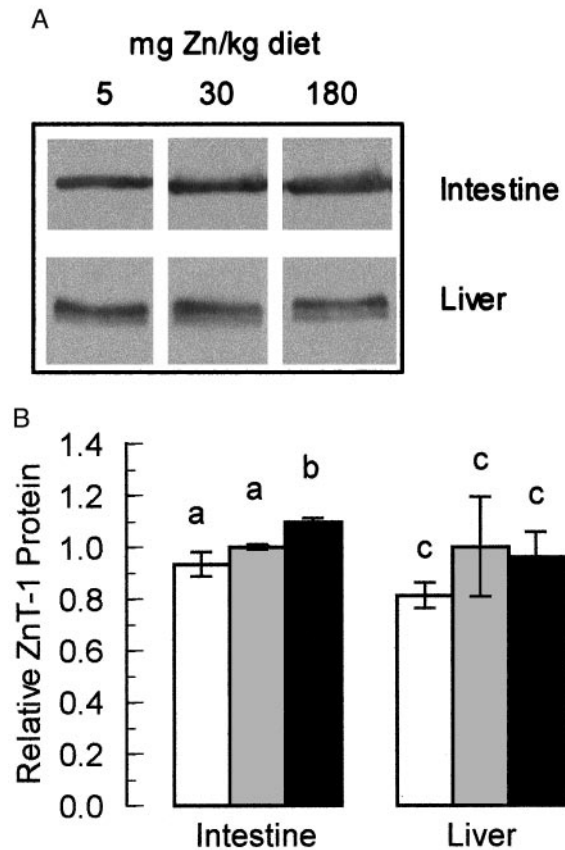 A
mg Zn/kg diet
5 30 180
Intestine
Liver
B
Relative ZnT-1 Protein
1.4
1.2
1.0
0.8
0.6
0.4
0.2
0.0
a a b
c c c
Intestine Liver